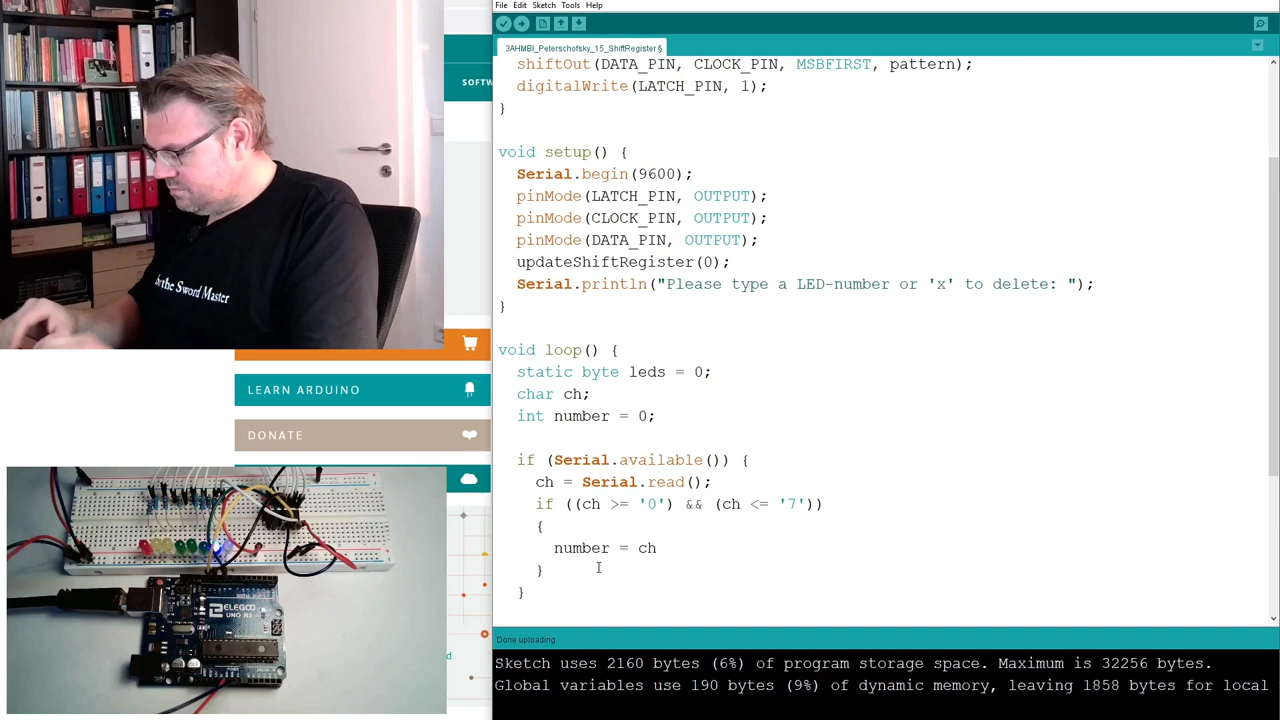 File Edit Sketch Tools Help
3AHMBI_Peterschofsky_15_ShiftRegister §
shiftOut(DATA_PIN, CLOCK_PIN, MSBFIRST, pattern);
digitalWrite(LATCH_PIN, 1);
}
void setup() {
Serial.begin(9600);
pinMode(LATCH_PIN, OUTPUT);
pinMode(CLOCK_PIN, OUTPUT);
pinMode(DATA_PIN, OUTPUT);
updateShiftRegister(0);
Serial.println("Please type a LED-number or 'x' to delete: ");
}
void loop() {
static byte leds = 0;
char ch;
int number = 0;
if (Serial.available()) {
ch = Serial.read();
if ((ch >= '0') && (ch <= '7'))
{
number = ch
}
}
Done uploading.
Sketch uses 2160 bytes (6%) of program storage space. Maximum is 32256 bytes.
Global variables use 190 bytes (9%) of dynamic memory, leaving 1858 bytes for local
SOFTW
LEARN ARDUINO
DONATE
the Sword Master
ELEGOO
UNO R3